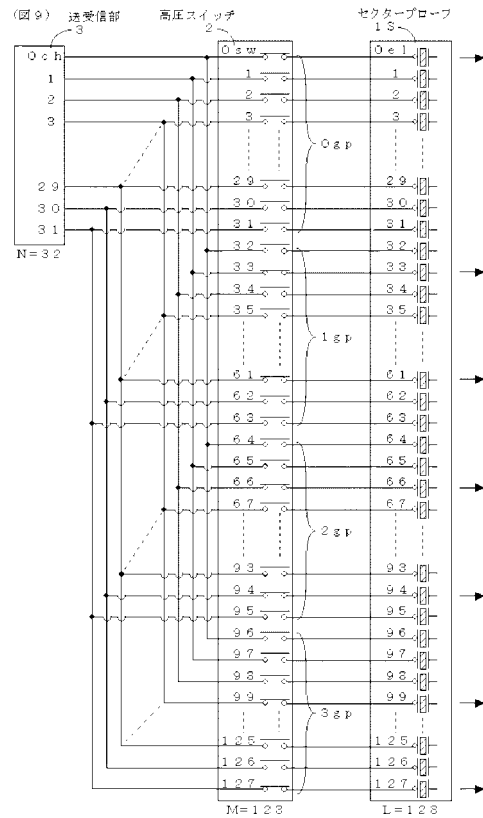 (図9) 送受信部 3
高圧スイッチ 2
セクタープローブ 1S
0ch 0sw 0el
1 1 1
2 2 2
3 3 3
0gp
29 29 29
30 30 30
31 31 31
N=32
32 32
33 33
34 34
35 35
1gp
61 61
62 62
63 63
64 64
65 65
66 66
67 67
2gp
93 93
94 94
95 95
96 96
97 97
98 98
99 99
3gp
125 125
126 126
127 127
M=128 L=128